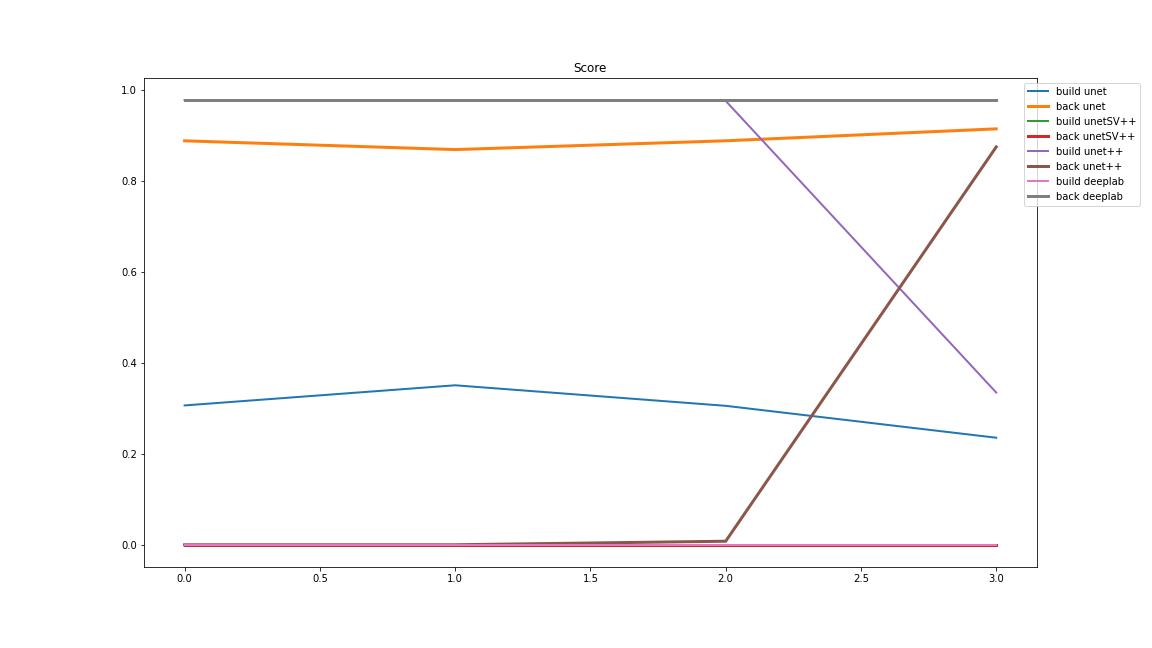 Score
1.0
0.8
0.6
0.4
0.2
0.0
0.0 0.5 1.0 1.5 2.0 2.5 3.0
build unet
back unet
build unetSV++
back unetSV++
build unet++
back unet++
build deeplab
back deeplab